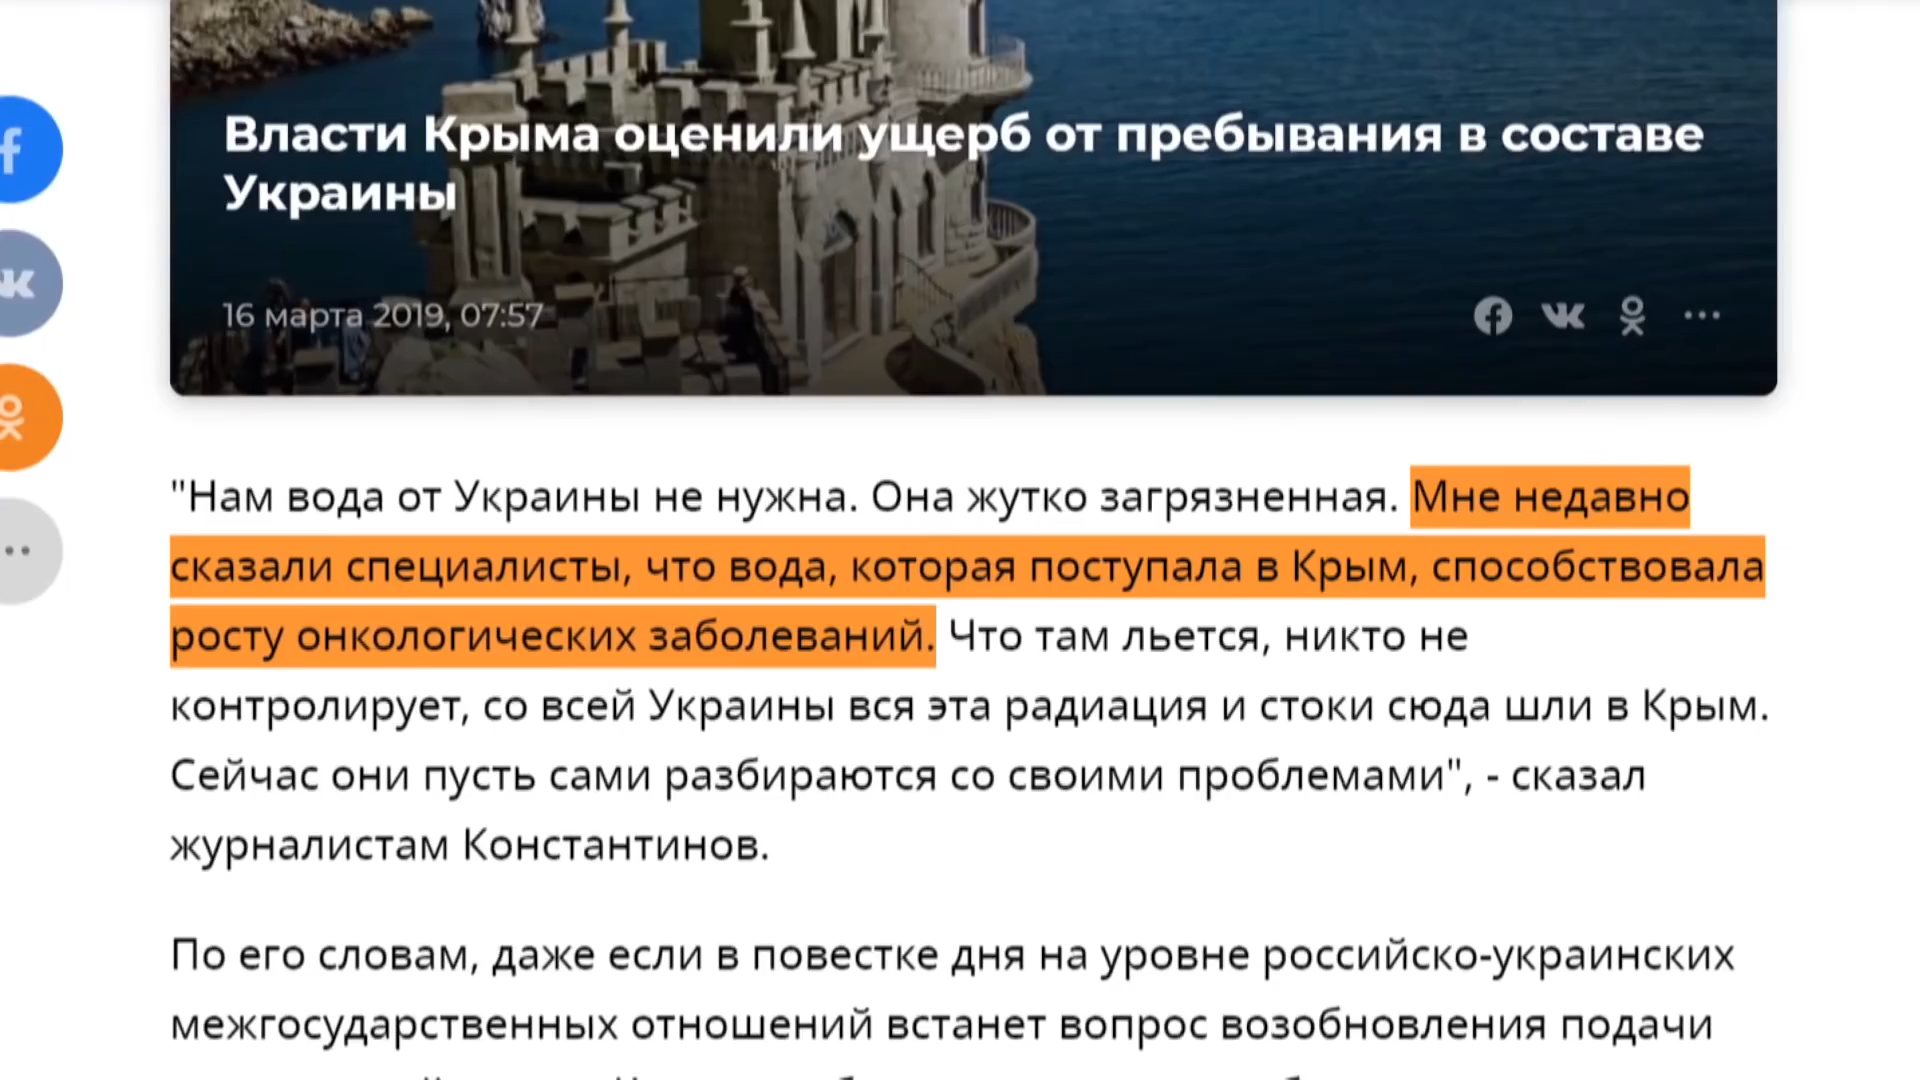 Власти Крыма оценили ущерб от пребывания в составе
Украины
16 марта 2019, 07:57
"Нам вода от Украины не нужна. Она жутко загрязненная. Мне недавно
сказали специалисты, что вода, которая поступала в Крым, способствовала
росту онкологических заболеваний. Что там льется, никто не
контролирует, со всей Украины вся эта радиация и стоки сюда шли в Крым.
Сейчас они пусть сами разбираются со своими проблемами", - сказал
журналистам Константинов.
По его словам, даже если в повестке дня на уровне российско-украинских
межгосударственных отношений встанет вопрос возобновления подачи